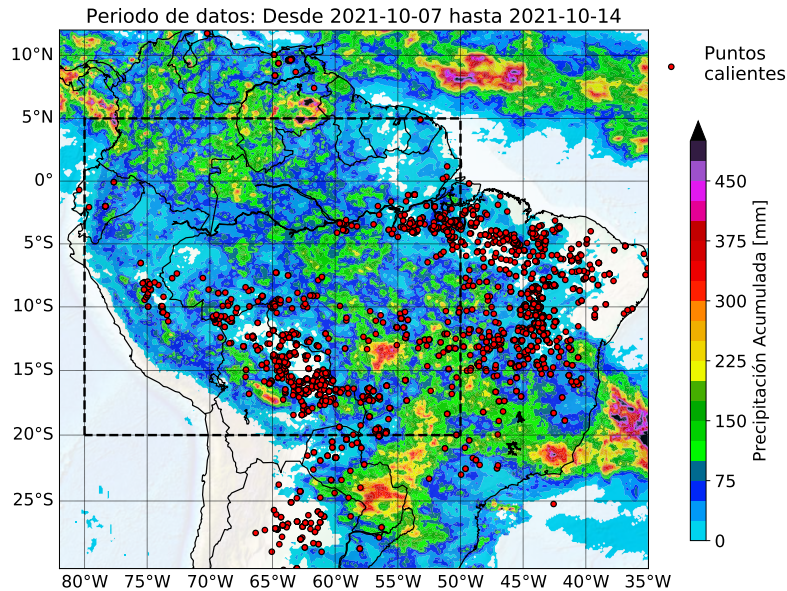 Periodo de datos: Desde 2021-10-07 hasta 2021-10-14
Puntos
calientes
10°N
5°N
0°
5°S
10°S
15°S
20°S
25°S
80°W 75°W 70°W 65°W 60°W 55°W 50°W 45°W 40°W 35°W
450
375
300
225
150
75
0
Precipitación Acumulada [mm]